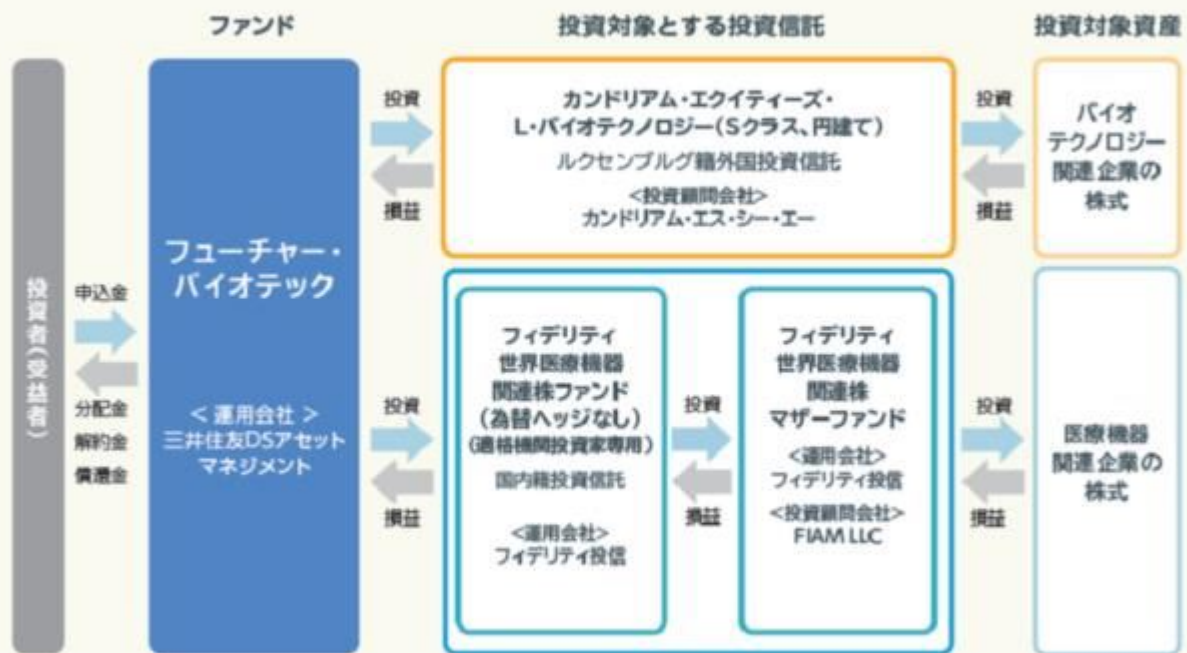 ファンド
投資対象とする投資信託
投資対象資産
投資者(受益者)
申込金
分配金
解約金
償還金
フューチャー・
バイオテック
<運用会社>
三井住友DSアセット
マネジメント
投資
損益
カンドリアム・エクイティーズ・
L・バイオテクノロジー(Sクラス、円建て)
ルクセンブルグ籍外国投資信託
<投資顧問会社>
カンドリアム・エス・シー・エー
投資
損益
バイオ
テクノロジー
関連企業の
株式
投資
損益
フィデリティ
世界医療機器
関連株ファンド
(為替ヘッジなし)
(適格機関投資家専用)
国内籍投資信託
<運用会社>
フィデリティ投信
投資
損益
フィデリティ
世界医療機器
関連株
マザーファンド
<運用会社>
フィデリティ投信
<投資顧問会社>
FIAM LLC
投資
損益
医療機器
関連企業の
株式